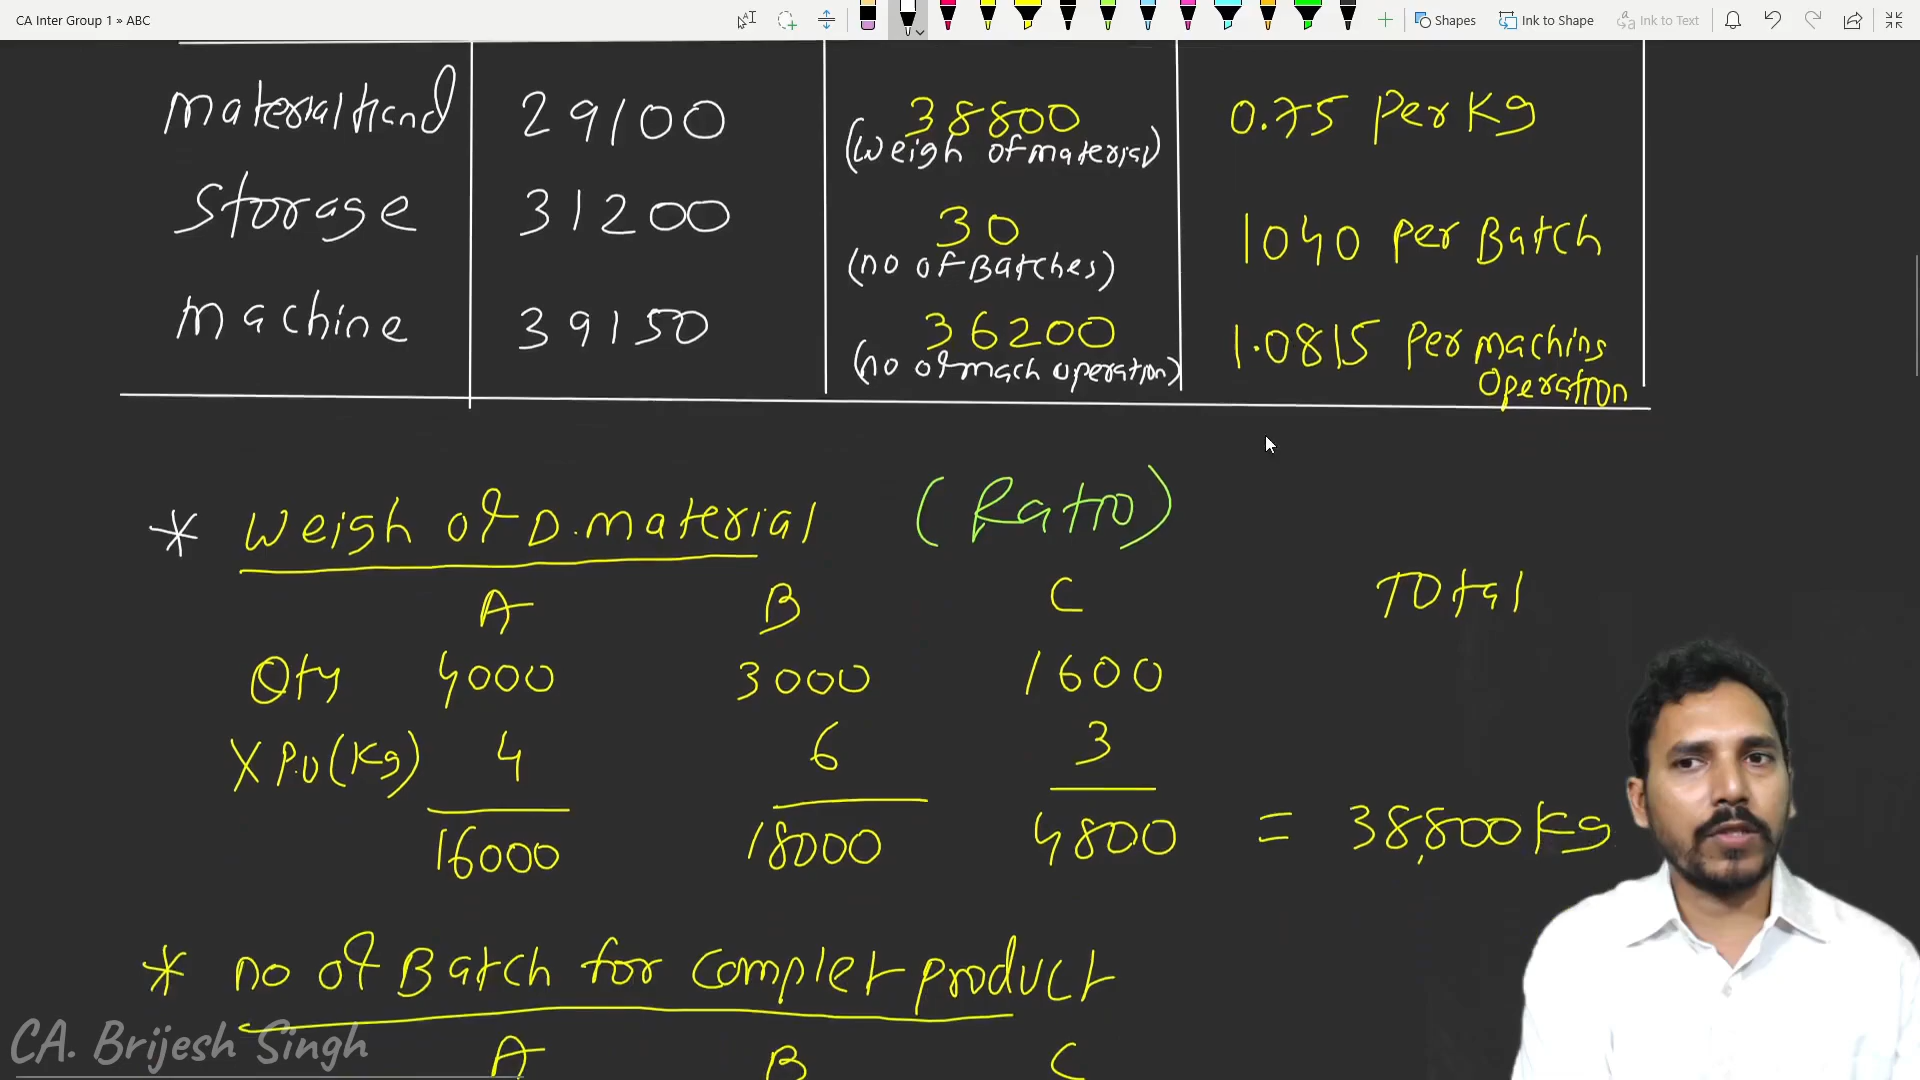 CA Inter Group 1 » ABC
Shapes Ink to Shape Ink to Text
Material Hand 29100 38800 0.75 Per Kg
(Weigh of material)
Storage 31200 30 1040 Per Batch
(no of Batches)
Machine 39150 36200 1.0815 Per machine
(no of mach operation) Operation
* Weigh of D.material (Ratio)
A B C Total
Qty 4000 3000 1600
X P.U (Kg) 4 6 3
16000 18000 4800 = 38,800 Kg
* no of Batch for complet product
A B C
CA. Brijesh Singh